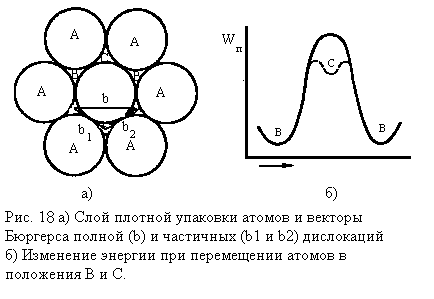 A
A
A
A
A
A
b
b1
b2
а)
Wп
C
B
B
б)
Рис. 18 а) Слой плотной упаковки атомов и векторы
Бюргерса полной (b) и частичных (b1 и b2) дислокаций
б) Изменение энергии при перемещении атомов в
положения В и С.